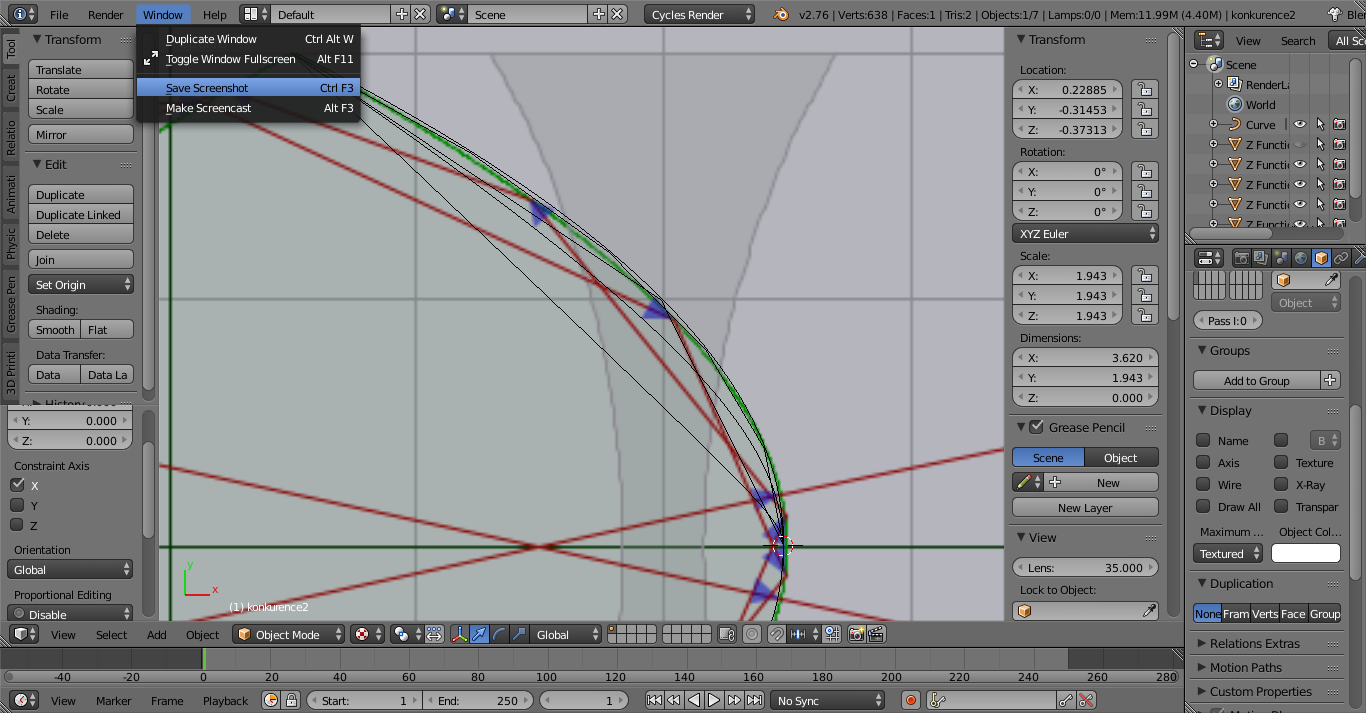 File Render Window Help Default Scene Cycles Render v2.76 | Verts:638 | Faces:1 | Tris:2 | Objects:1/7 | Lamps:0/0 | Mem:11.99M (4.40M) | konkurence2
Duplicate Window Ctrl Alt W
Toggle Window Fullscreen Alt F11
Save Screenshot Ctrl F3
Make Screencast Alt F3
Tool
Creat
Relatio
Animati
Physic
Grease Pen
3D Printi
Transform
Translate
Rotate
Scale
Mirror
Edit
Duplicate
Duplicate Linked
Delete
Join
Set Origin
Shading:
Smooth Flat
Data Transfer:
Data Data La
History
Y: 0.000
Z: 0.000
Constraint Axis
X
Y
Z
Orientation
Global
Proportional Editing
Disable
y
x
(1) konkurence2
Transform
Location:
X: 0.22885
Y: -0.31453
Z: -0.37313
Rotation:
X: 0°
Y: 0°
Z: 0°
XYZ Euler
Scale:
X: 1.943
Y: 1.943
Z: 1.943
Dimensions:
X: 3.620
Y: 1.943
Z: 0.000
Grease Pencil
Scene Object
New
New Layer
View
Lens: 35.000
Lock to Object:
View Search All Sc
Scene
RenderLa
World
Curve
Z Functi
Z Functi
Z Functi
Z Functi
Z Functi
Object
Pass I:0
Groups
Add to Group
Display
Name B
Axis Texture
Wire X-Ray
Draw All Transpar
Maximum ... Object Col...
Textured
Duplication
None Fram Verts Face Group
Relations Extras
Motion Paths
Custom Properties
View Select Add Object Object Mode Global
-40 -20 0 20 40 60 80 100 120 140 160 180 200 220 240 260 280
View Marker Frame Playback Start: 1 End: 250 1 No Sync